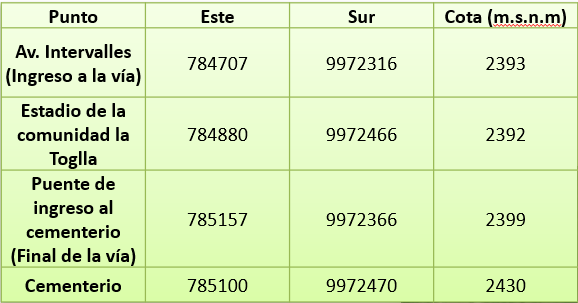 Punto Este Sur Cota (m.s.n.m)
Av. Intervalles
(Ingreso a la vía) 784707 9972316 2393
Estadio de la
comunidad la
Toglla 784880 9972466 2392
Puente de
ingreso al
cementerio
(Final de la vía) 785157 9972366 2399
Cementerio 785100 9972470 2430